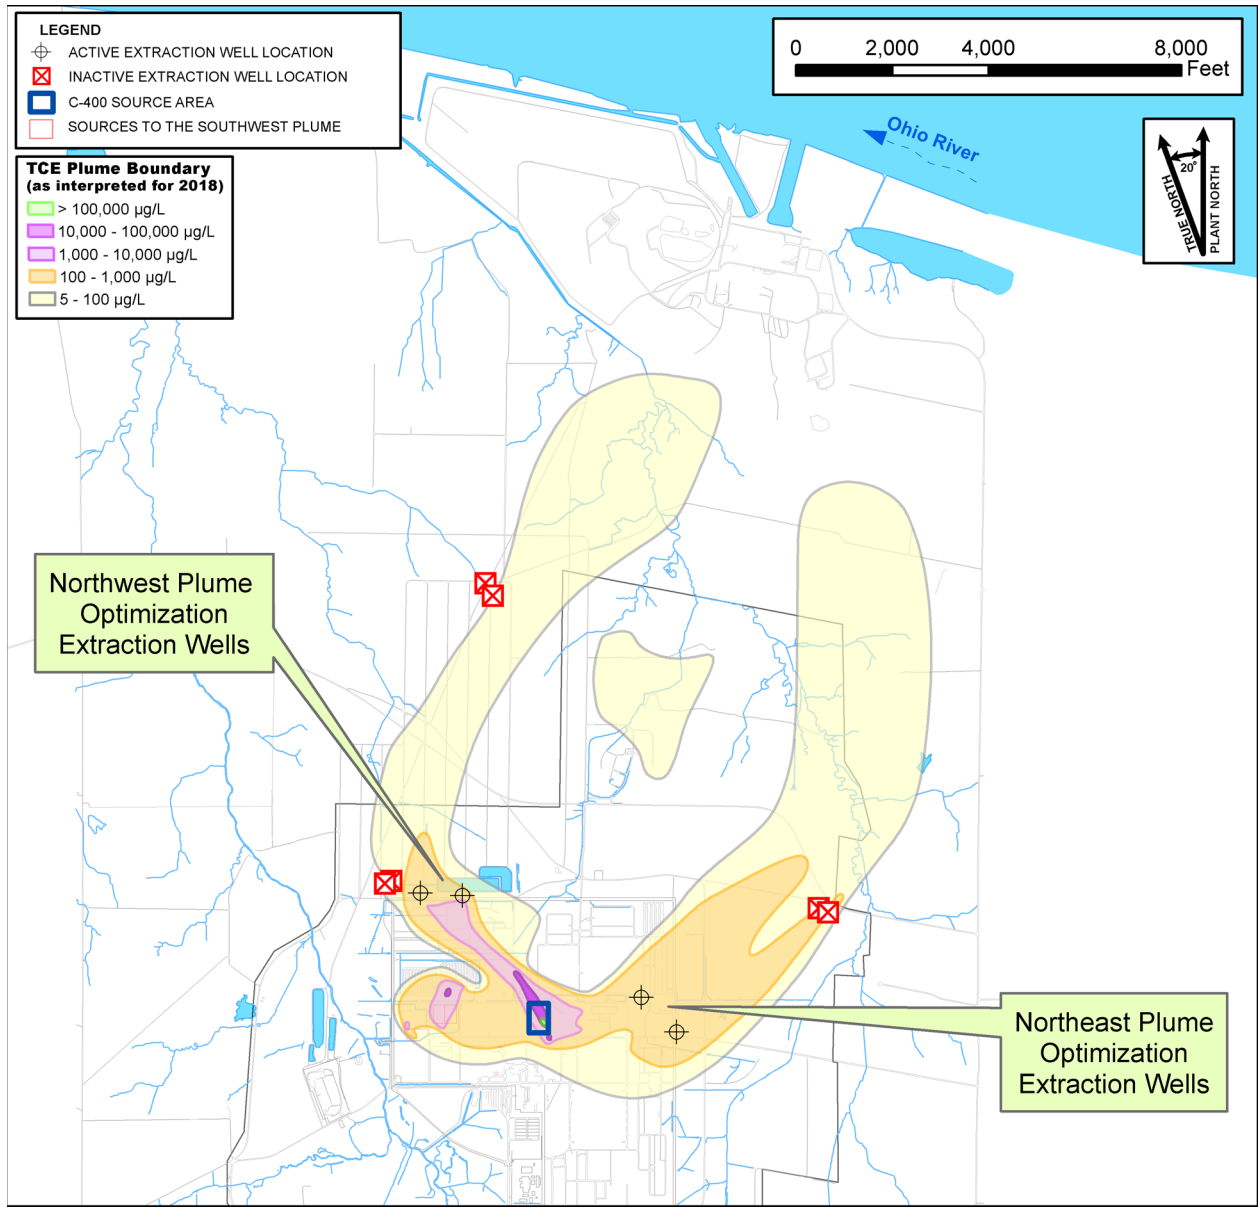 LEGEND
ACTIVE EXTRACTION WELL LOCATION
INACTIVE EXTRACTION WELL LOCATION
C-400 SOURCE AREA
SOURCES TO THE SOUTHWEST PLUME
TCE Plume Boundary
(as interpreted for 2018)
> 100,000 µg/L
10,000 - 100,000 µg/L
1,000 - 10,000 µg/L
100 - 1,000 µg/L
5 - 100 µg/L
0 2,000 4,000 8,000
Feet
Ohio River
20°
TRUE NORTH
PLANT NORTH
Northwest Plume
Optimization
Extraction Wells
Northeast Plume
Optimization
Extraction Wells